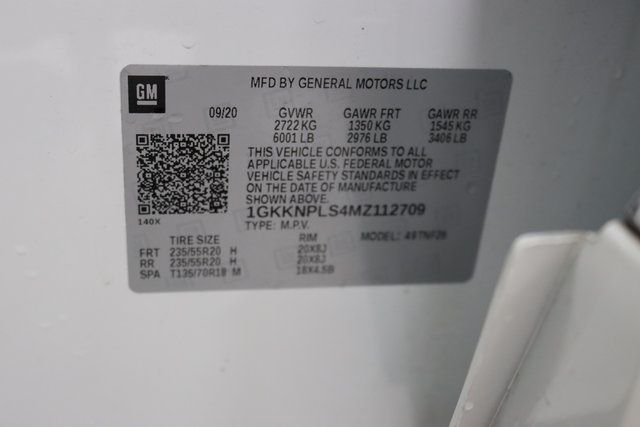 GM
MFD BY GENERAL MOTORS LLC
09/20 GVWR GAWR FRT GAWR RR
2722 KG 1350 KG 1545 KG
6001 LB 2976 LB 3406 LB
THIS VEHICLE CONFORMS TO ALL
APPLICABLE U.S. FEDERAL MOTOR
VEHICLE SAFETY STANDARDS IN EFFECT
ON THE DATE OF MANUFACTURE
SHOWN ABOVE.
140X
1GKKNPLS4MZ112709
TYPE: M.P.V. MODEL: 49TNF26
TIRE SIZE RIM
FRT 235/55R20 H 20X8J
RR 235/55R20 H 20X8J
SPA T135/70R18 M 18X4.5B